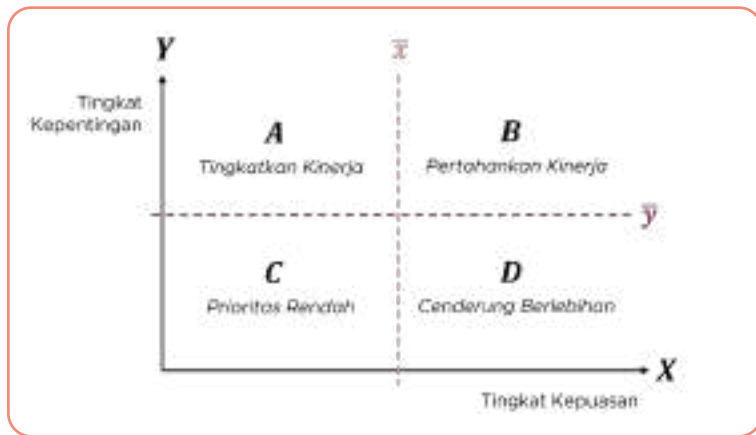 Y
x̄
Tingkat
Kepentingan
A
Tingkatkan Kinerja
B
Pertahankan Kinerja
ȳ
C
Prioritas Rendah
D
Cenderung Berlebihan
X
Tingkat Kepuasan